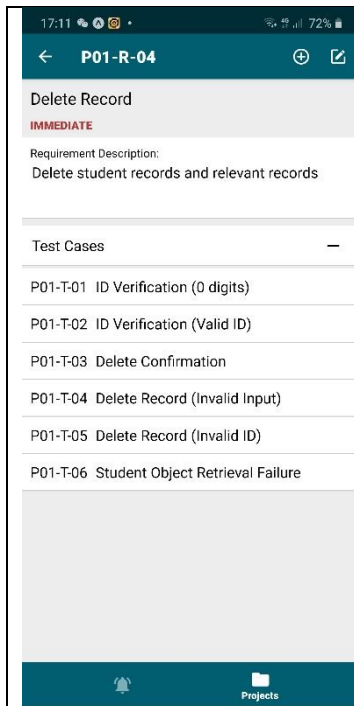 17:11
72%
P01-R-04
Delete Record
IMMEDIATE
Requirement Description:
Delete student records and relevant records
Test Cases
P01-T-01 ID Verification (0 digits)
P01-T-02 ID Verification (Valid ID)
P01-T-03 Delete Confirmation
P01-T-04 Delete Record (Invalid Input)
P01-T-05 Delete Record (Invalid ID)
P01-T-06 Student Object Retrieval Failure
Projects